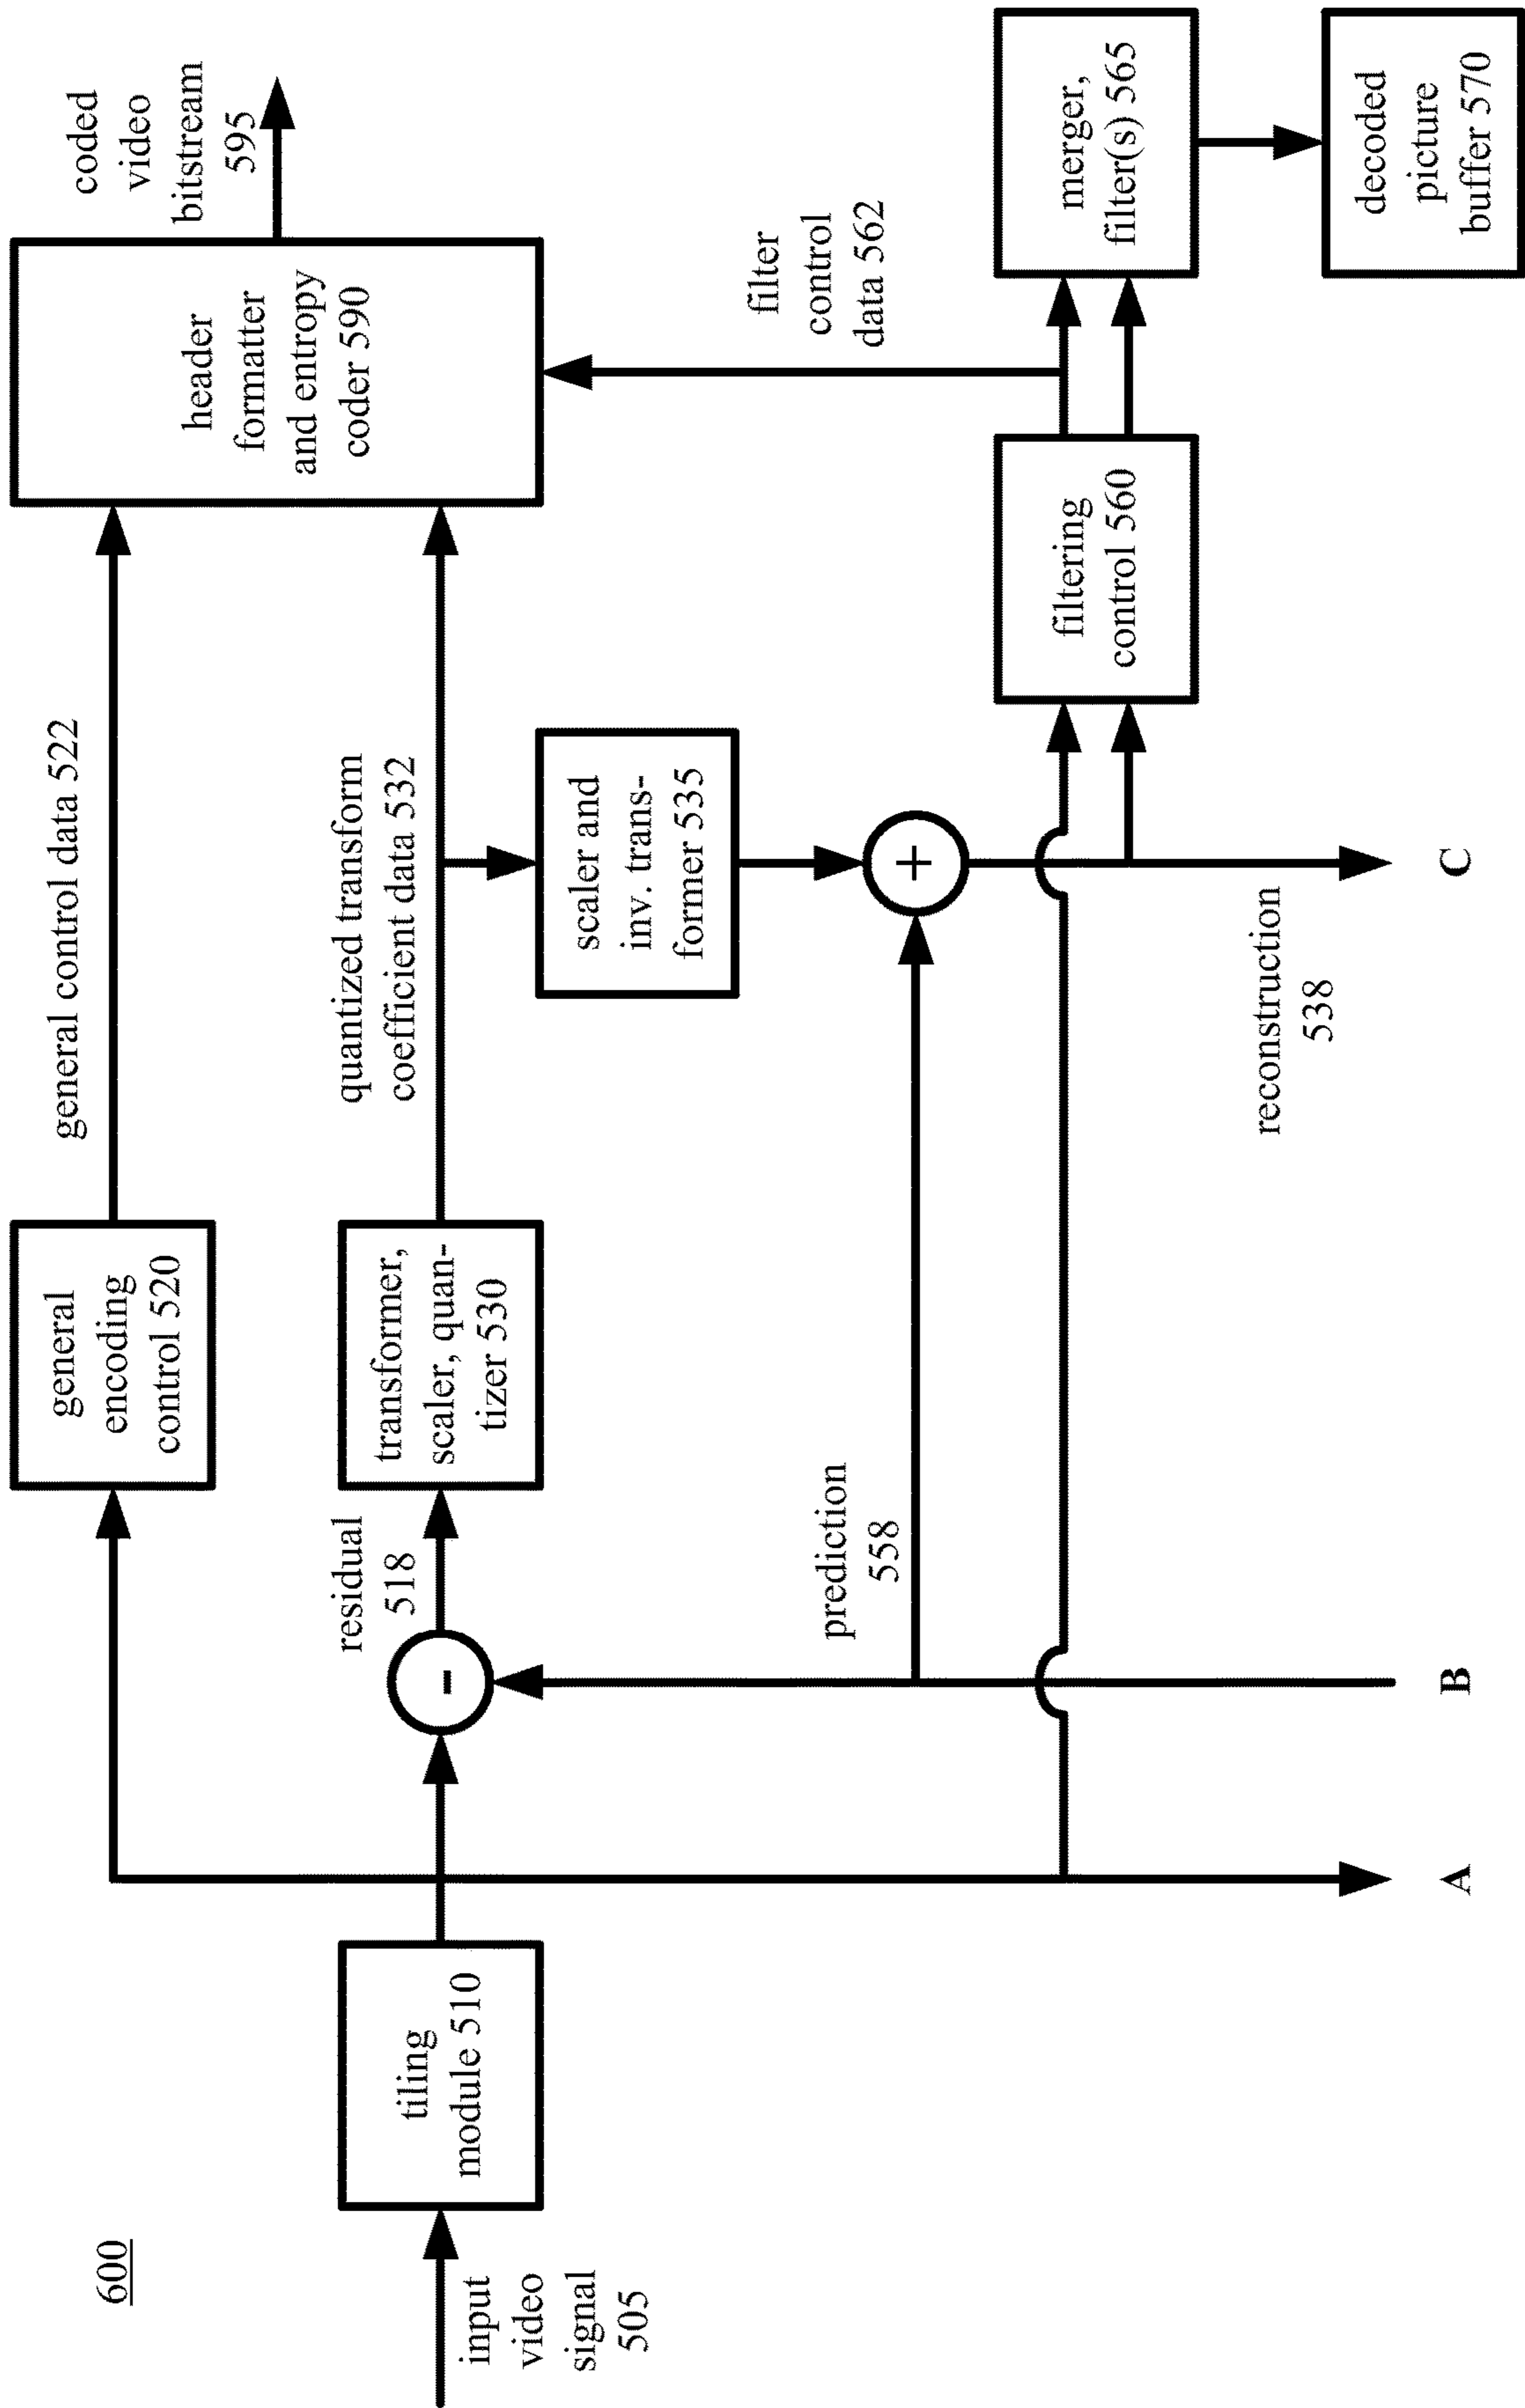 600
input
video
signal
505
tiling
module 510
general
encoding
control 520
general control data 522
residual
518
-
transformer,
scaler, quan-
tizer 530
quantized transform
coefficient data 532
header
formatter
and entropy
coder 590
coded
video
bitstream
595
scaler and
inv. trans-
former 535
prediction
558
+
filter
control
data 562
filtering
control 560
merger,
filter(s) 565
decoded
picture
buffer 570
reconstruction
538
A
B
C